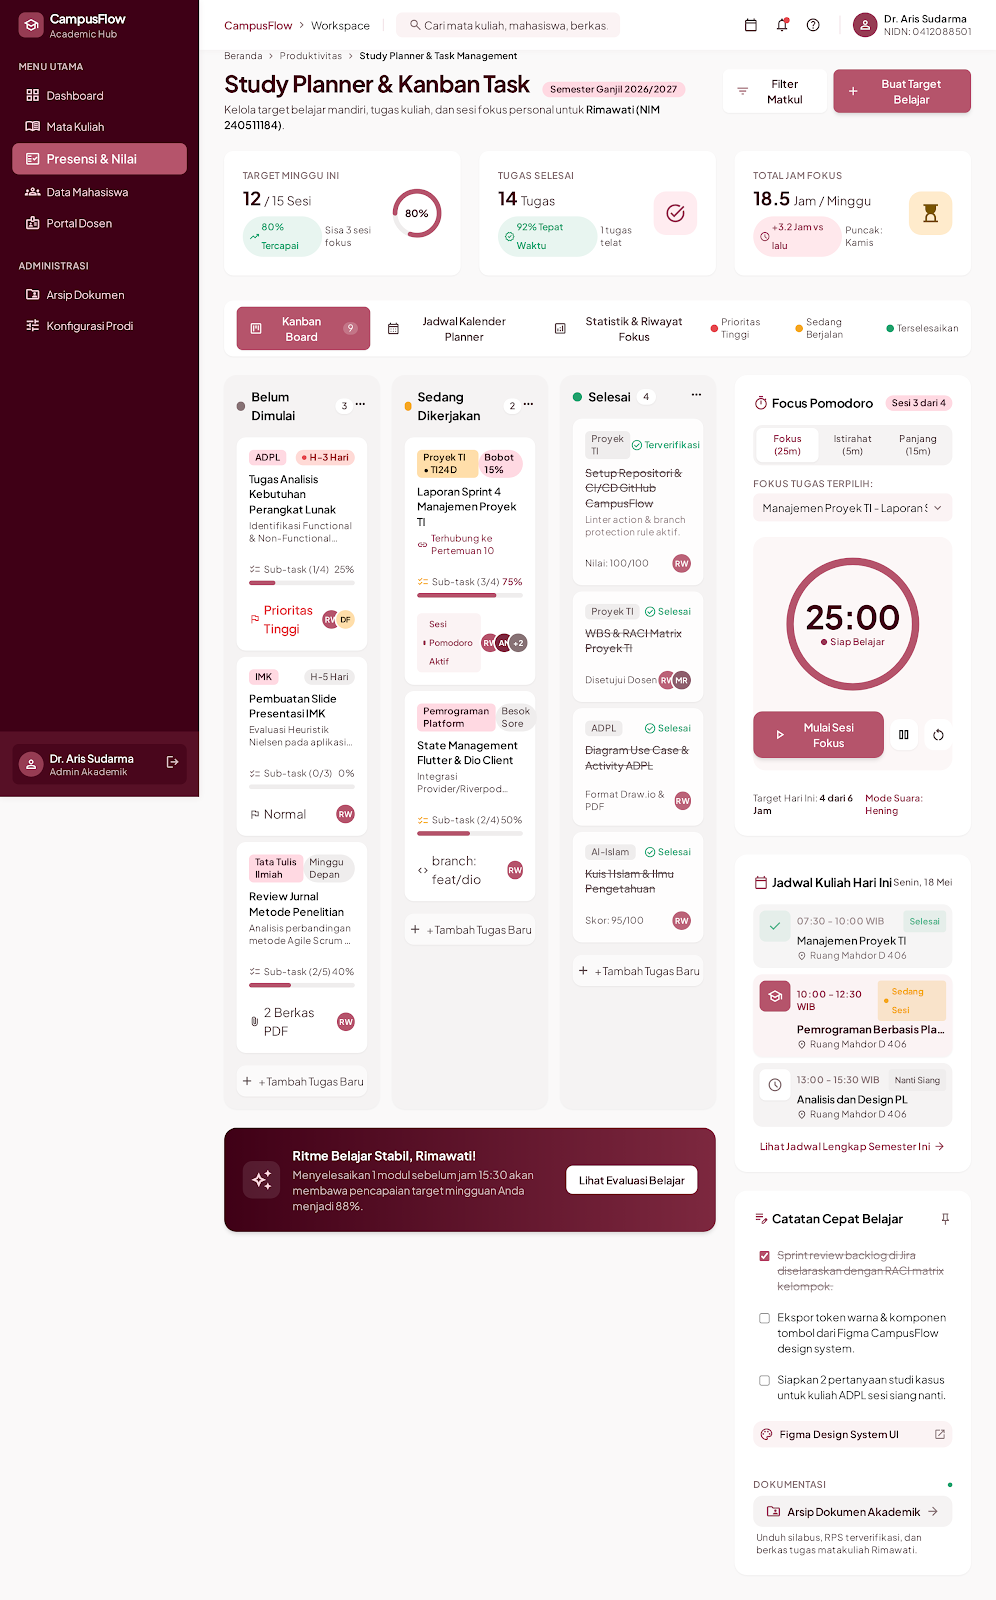 CampusFlow
Academic Hub
MENU UTAMA
Dashboard
Mata Kuliah
Presensi & Nilai
Data Mahasiswa
Portal Dosen
ADMINISTRASI
Arsip Dokumen
Konfigurasi Prodi
Dr. Aris Sudarma
Admin Akademik
CampusFlow > Workspace
Cari mata kuliah, mahasiswa, berkas.
Dr. Aris Sudarma
NIDN: 0412088501
Beranda > Produktivitas > Study Planner & Task Management
Study Planner & Kanban Task
Semester Ganjil 2026/2027
Kelola target belajar mandiri, tugas kuliah, dan sesi fokus personal untuk Rimawati (NIM
240511184).
Filter
Matkul
Buat Target
Belajar
TARGET MINGGU INI
12 / 15 Sesi
80%
Tercapai
Sisa 3 sesi
fokus
80%
TUGAS SELESAI
14 Tugas
92% Tepat
Waktu
1 tugas
telat
TOTAL JAM FOKUS
18.5 Jam / Minggu
+3.2 Jam vs
lalu
Puncak:
Kamis
Kanban
Board
9
Jadwal Kalender
Planner
Statistik & Riwayat
Fokus
Prioritas
Tinggi
Sedang
Berjalan
Terselesaikan
Belum
Dimulai
3
ADPL
H-3 Hari
Tugas Analisis
Kebutuhan
Perangkat Lunak
Identifikasi Functional
& Non-Functional...
Sub-task (1/4) 25%
Prioritas
Tinggi
RW
DF
IMK
H-5 Hari
Pembuatan Slide
Presentasi IMK
Evaluasi Heuristik
Nielsen pada aplikasi...
Sub-task (0/3) 0%
Normal
RW
Tata Tulis
Ilmiah
Minggu
Depan
Review Jurnal
Metode Penelitian
Analisis perbandingan
metode Agile Scrum ...
Sub-task (2/5) 40%
2 Berkas
PDF
RW
+ Tambah Tugas Baru
Sedang
Dikerjakan
2
Proyek TI
• TI24D
Bobot
15%
Laporan Sprint 4
Manajemen Proyek
TI
Terhubung ke
Pertemuan 10
Sub-task (3/4) 75%
Sesi
Pomodoro
Aktif
RW
+2
Pemrograman
Platform
Besok
Sore
State Management
Flutter & Dio Client
Integrasi
Provider/Riverpod...
Sub-task (2/4) 50%
branch:
feat/dio
RW
+ Tambah Tugas Baru
Selesai
4
Proyek
TI
Terverifikasi
Setup Repositori &
CI/CD GitHub
CampusFlow
Linter action & branch
protection rule aktif.
Nilai: 100/100
RW
Proyek TI
Selesai
WBS & RACI Matrix
Proyek TI
Disetujui Dosen
RW
MR
ADPL
Selesai
Diagram Use Case &
Activity ADPL
Format Draw.io &
PDF
RW
Al-Islam
Selesai
Kuis 1 Islam & Ilmu
Pengetahuan
Skor: 95/100
RW
+ Tambah Tugas Baru
Ritme Belajar Stabil, Rimawati!
Menyelesaikan 1 modul sebelum jam 15:30 akan
membawa pencapaian target mingguan Anda
menjadi 88%.
Lihat Evaluasi Belajar
Focus Pomodoro
Sesi 3 dari 4
Fokus
(25m)
Istirahat
(5m)
Panjang
(15m)
FOKUS TUGAS TERPILIH:
Manajemen Proyek TI - Laporan S
25:00
Siap Belajar
Mulai Sesi
Fokus
Target Hari Ini: 4 dari 6
Jam
Mode Suara:
Hening
Jadwal Kuliah Hari Ini
Senin, 18 Mei
07:30 - 10:00 WIB
Selesai
Manajemen Proyek TI
Ruang Mahdor D 406
10:00 - 12:30
WIB
Sedang
Sesi
Pemrograman Berbasis Pla...
Ruang Mahdor D 406
13:00 - 15:30 WIB
Nanti Siang
Analisis dan Design PL
Ruang Mahdor D 406
Lihat Jadwal Lengkap Semester Ini →
Catatan Cepat Belajar
Sprint review backlog di Jira
diselaraskan dengan RACI matrix
kelompok.
Ekspor token warna & komponen
tombol dari Figma CampusFlow
design system.
Siapkan 2 pertanyaan studi kasus
untuk kuliah ADPL sesi siang nanti.
Figma Design System UI
DOKUMENTASI
Arsip Dokumen Akademik →
Unduh silabus, RPS terverifikasi, dan
berkas tugas matakuliah Rimawati.